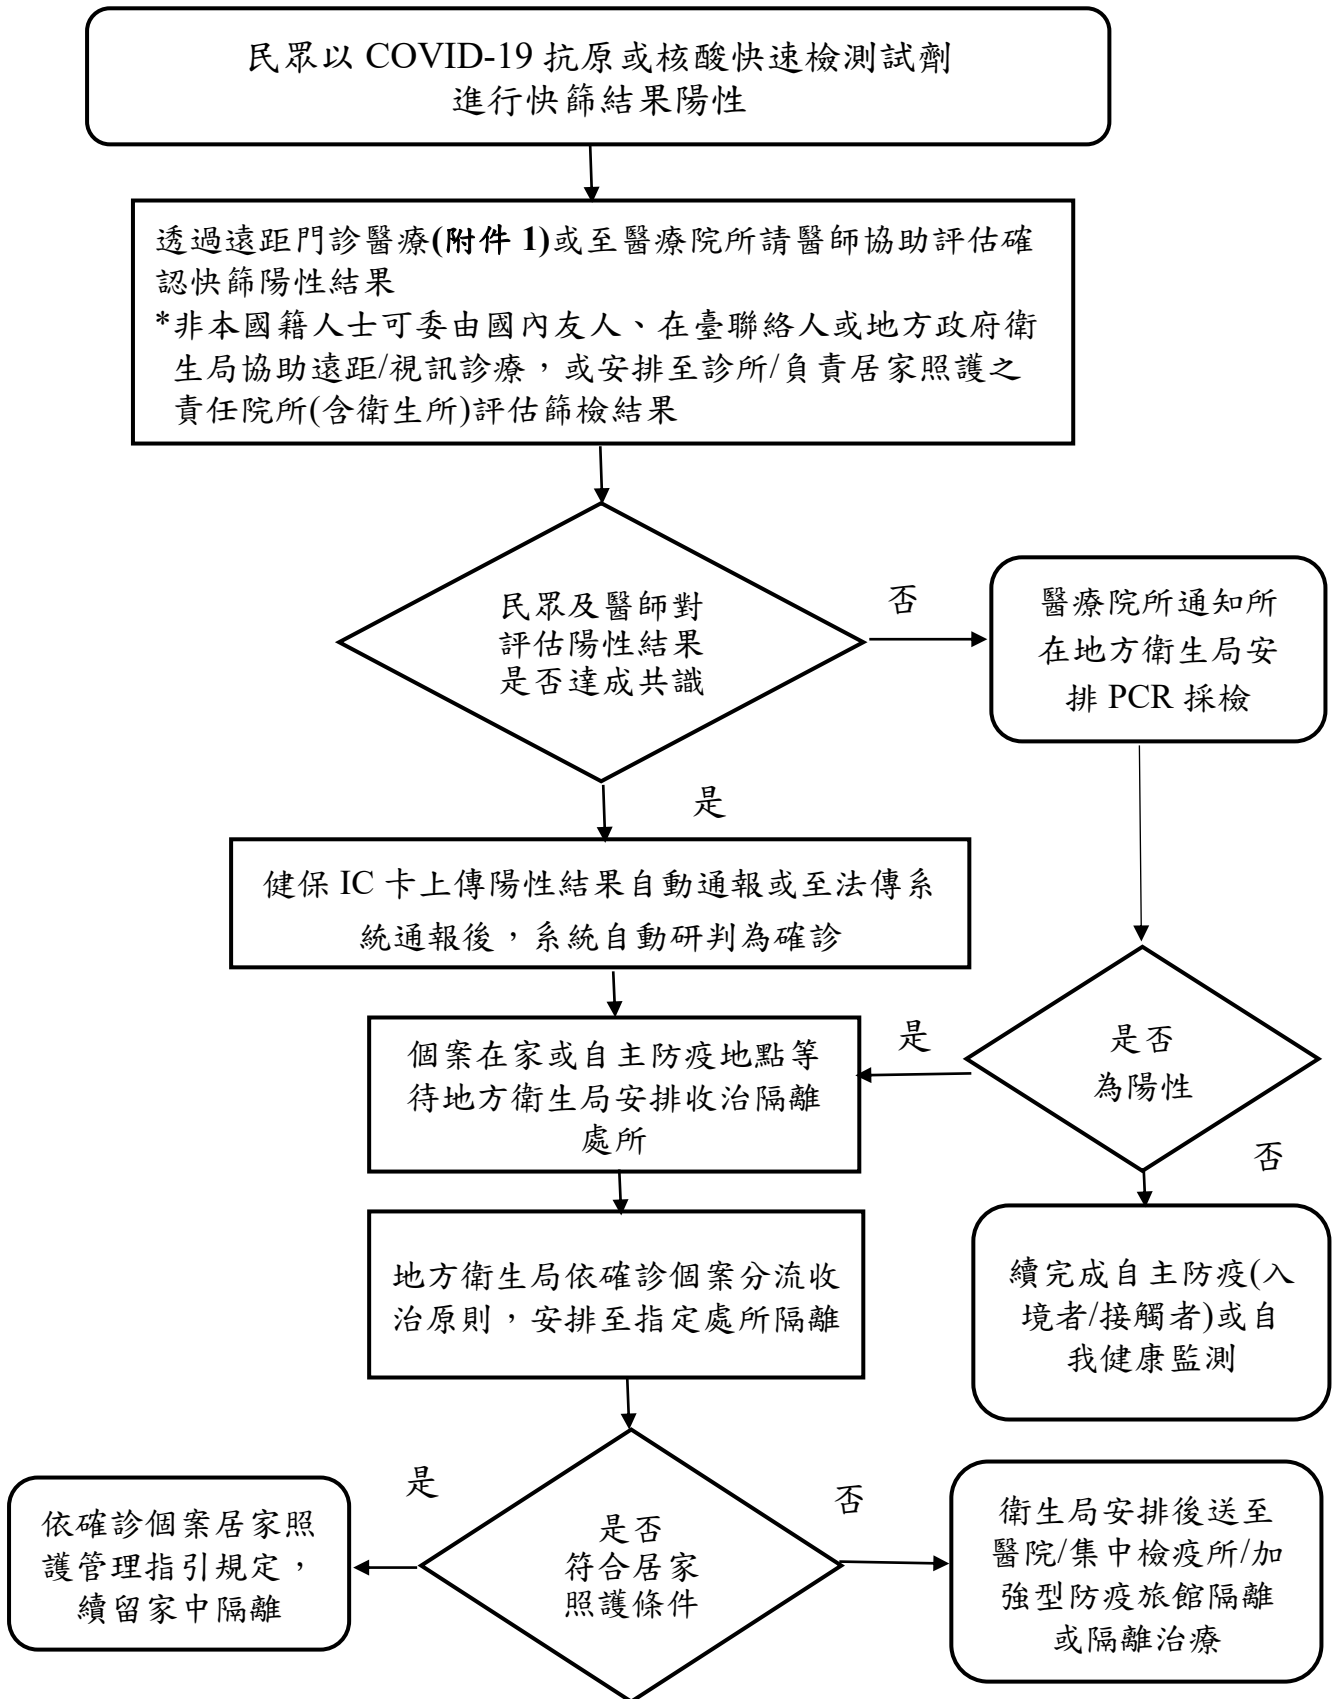 民眾以 COVID-19 抗原或核酸快速檢測試劑
進行快篩結果陽性
透過遠距門診醫療(附件 1)或至醫療院所請醫師協助評估確
認快篩陽性結果
*非本國籍人士可委由國內友人、在臺聯絡人或地方政府衛
生局協助遠距/視訊診療，或安排至診所/負責居家照護之
責任院所(含衛生所)評估篩檢結果
民眾及醫師對
評估陽性結果
是否達成共識
否
醫療院所通知所
在地方衛生局安
排 PCR 採檢
是
健保 IC 卡上傳陽性結果自動通報或至法傳系
統通報後，系統自動研判為確診
個案在家或自主防疫地點等
待地方衛生局安排收治隔離
處所
是
是否
為陽性
否
地方衛生局依確診個案分流收
治原則，安排至指定處所隔離
續完成自主防疫(入
境者/接觸者)或自
我健康監測
是
是否
符合居家
照護條件
否
依確診個案居家照
護管理指引規定，
續留家中隔離
衛生局安排後送至
醫院/集中檢疫所/加
強型防疫旅館隔離
或隔離治療